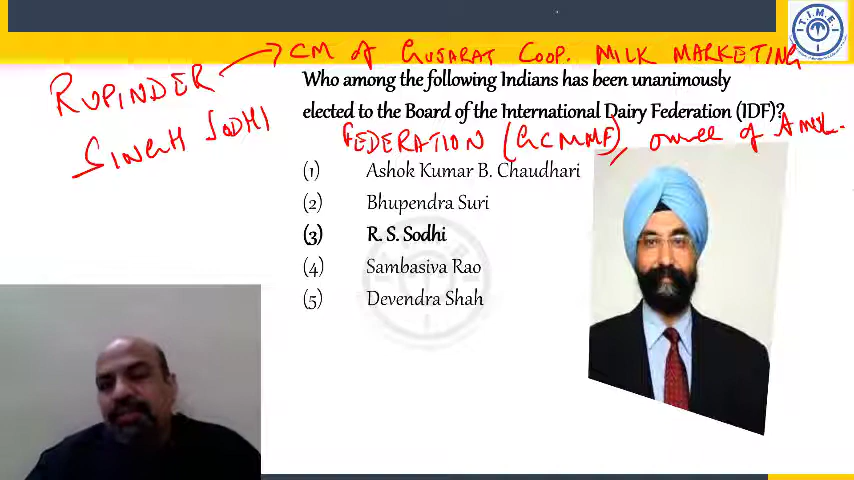 T.I.M.E.
CM of GUJARAT COOP. MILK MARKETING
RUPINDER
Who among the following Indians has been unanimously
elected to the Board of the International Dairy Federation (IDF)?
SINGH SODHI
FEDERATION (GCMMF), owner of Amul.
(1) Ashok Kumar B. Chaudhari
(2) Bhupendra Suri
(3) R. S. Sodhi
(4) Sambasiva Rao
(5) Devendra Shah